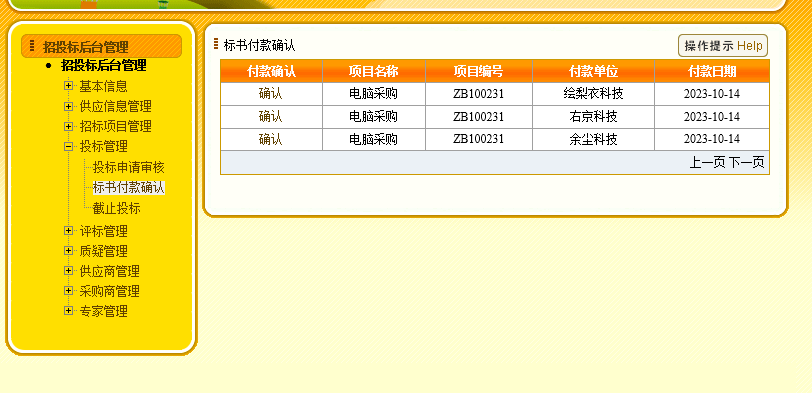 招投标后台管理
招投标后台管理
基本信息
供应信息管理
招标项目管理
投标管理
投标申请审核
标书付款确认
截止投标
评标管理
质疑管理
供应商管理
采购商管理
专家管理
标书付款确认
操作提示 Help
付款确认 项目名称 项目编号 付款单位 付款日期
确认 电脑采购 ZB100231 绘梨衣科技 2023-10-14
确认 电脑采购 ZB100231 右京科技 2023-10-14
确认 电脑采购 ZB100231 余尘科技 2023-10-14
上一页 下一页